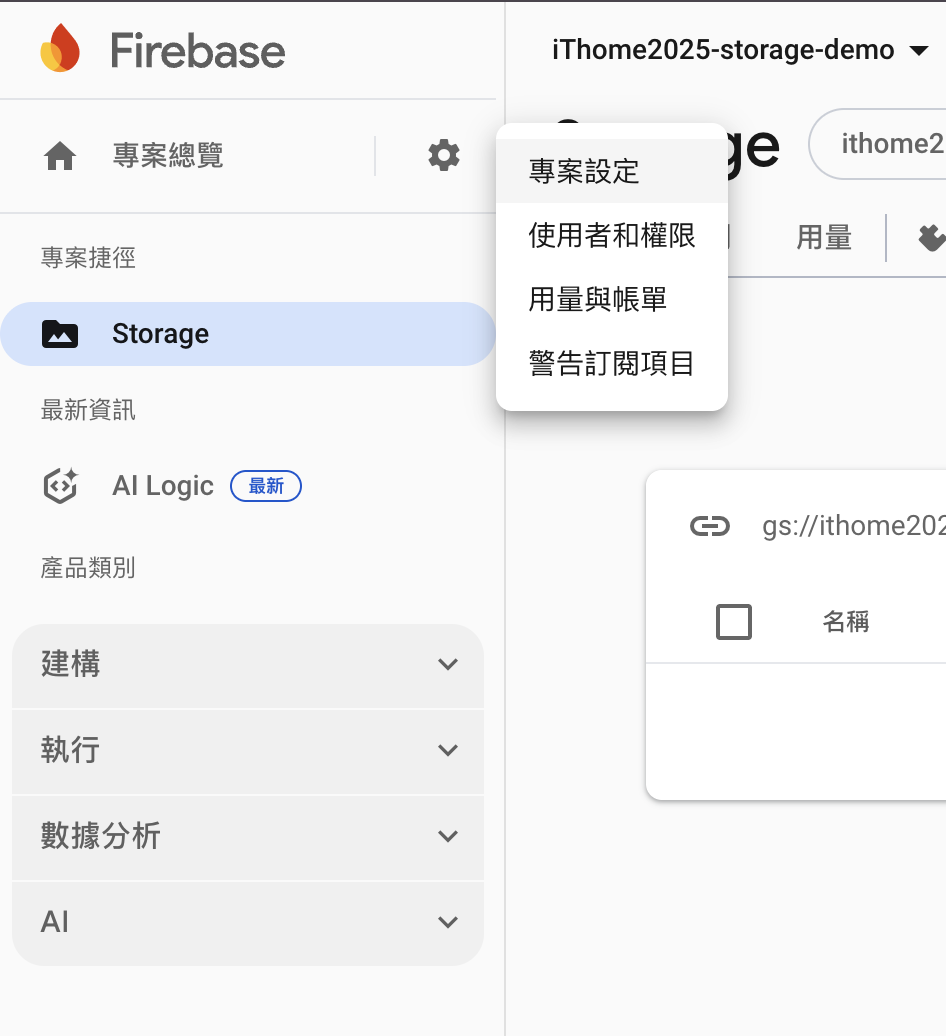 Firebase
iThome2025-storage-demo
專案總覽
專案設定
使用者和權限
用量與帳單
警告訂閱項目
ge
ithome2
用量
專案捷徑
Storage
最新資訊
AI Logic
最新
產品類別
建構
執行
數據分析
AI
gs://ithome202
名稱